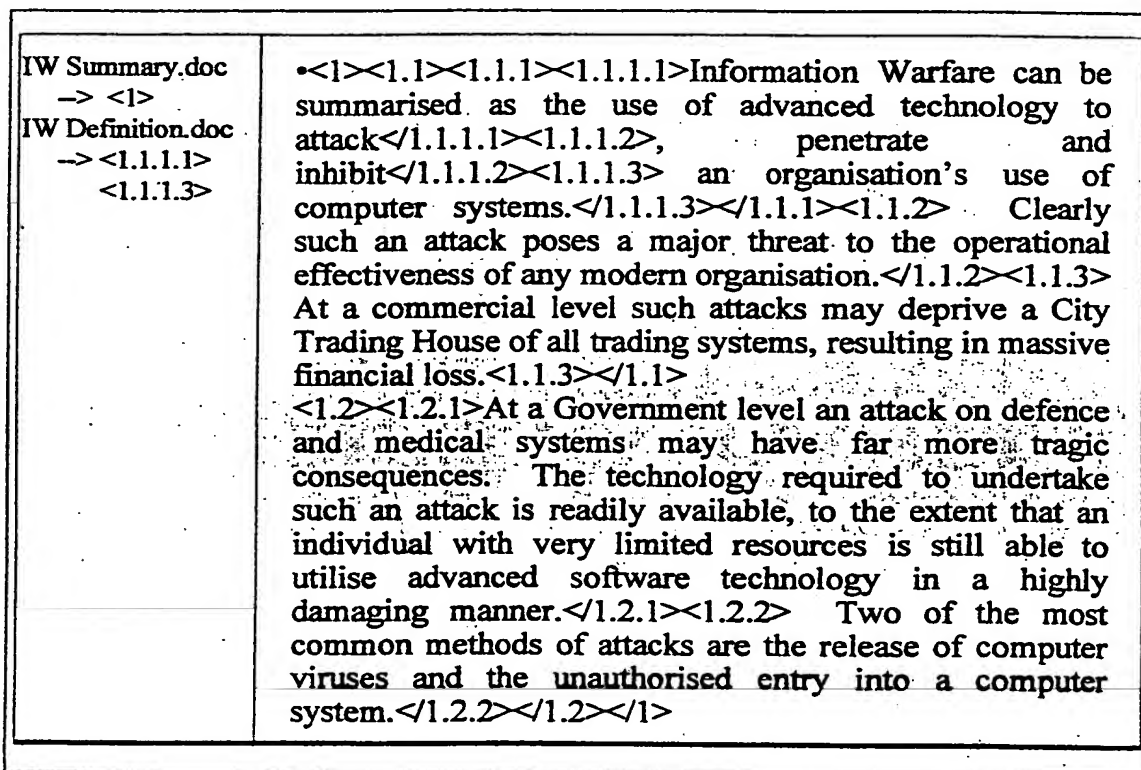 IW Summary.doc
--> <1>
IW Definition.doc
--> <1.1.1.1>
<1.1.1.3>
•<1><1.1><1.1.1><1.1.1.1>Information Warfare can be
summarised as the use of advanced technology to
attack</1.1.1.1><1.1.1.2>, penetrate and
inhibit</1.1.1.2><1.1.1.3> an organisation's use of
computer systems.</1.1.1.3></1.1.1><1.1.2> Clearly
such an attack poses a major threat to the operational
effectiveness of any modern organisation.</1.1.2><1.1.3>
At a commercial level such attacks may deprive a City
Trading House of all trading systems, resulting in massive
financial loss.<1.1.3></1.1>
<1.2><1.2.1>At a Government level an attack on defence
and medical systems may have far more tragic
consequences. The technology required to undertake
such an attack is readily available, to the extent that an
individual with very limited resources is still able to
utilise advanced software technology in a highly
damaging manner.</1.2.1><1.2.2> Two of the most
common methods of attacks are the release of computer
viruses and the unauthorised entry into a computer
system.</1.2.2></1.2></1>